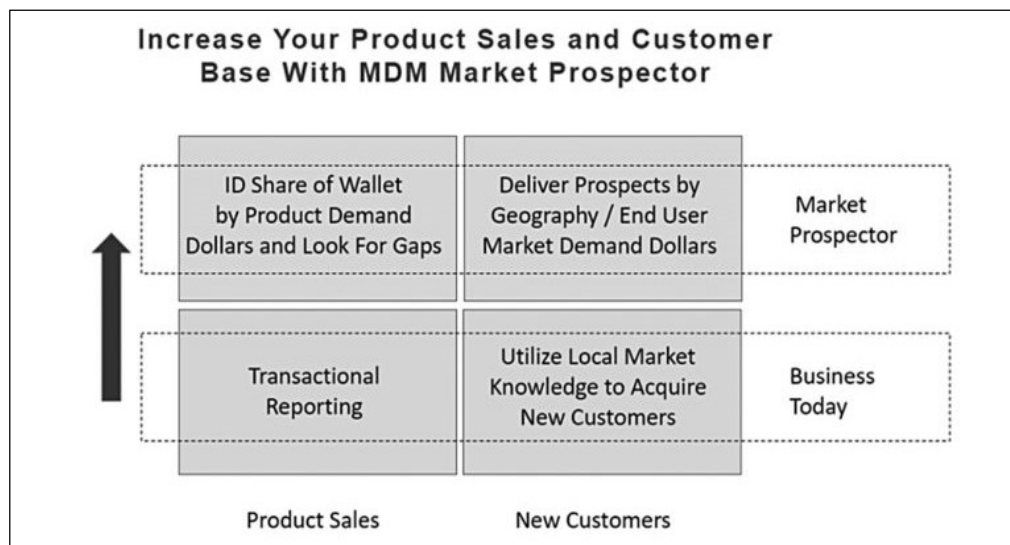 Increase Your Product Sales and Customer
Base With MDM Market Prospector
ID Share of Wallet
by Product Demand
Dollars and Look For Gaps
Deliver Prospects by
Geography / End User
Market Demand Dollars
Market
Prospector
Transactional
Reporting
Utilize Local Market
Knowledge to Acquire
New Customers
Business
Today
Product Sales
New Customers